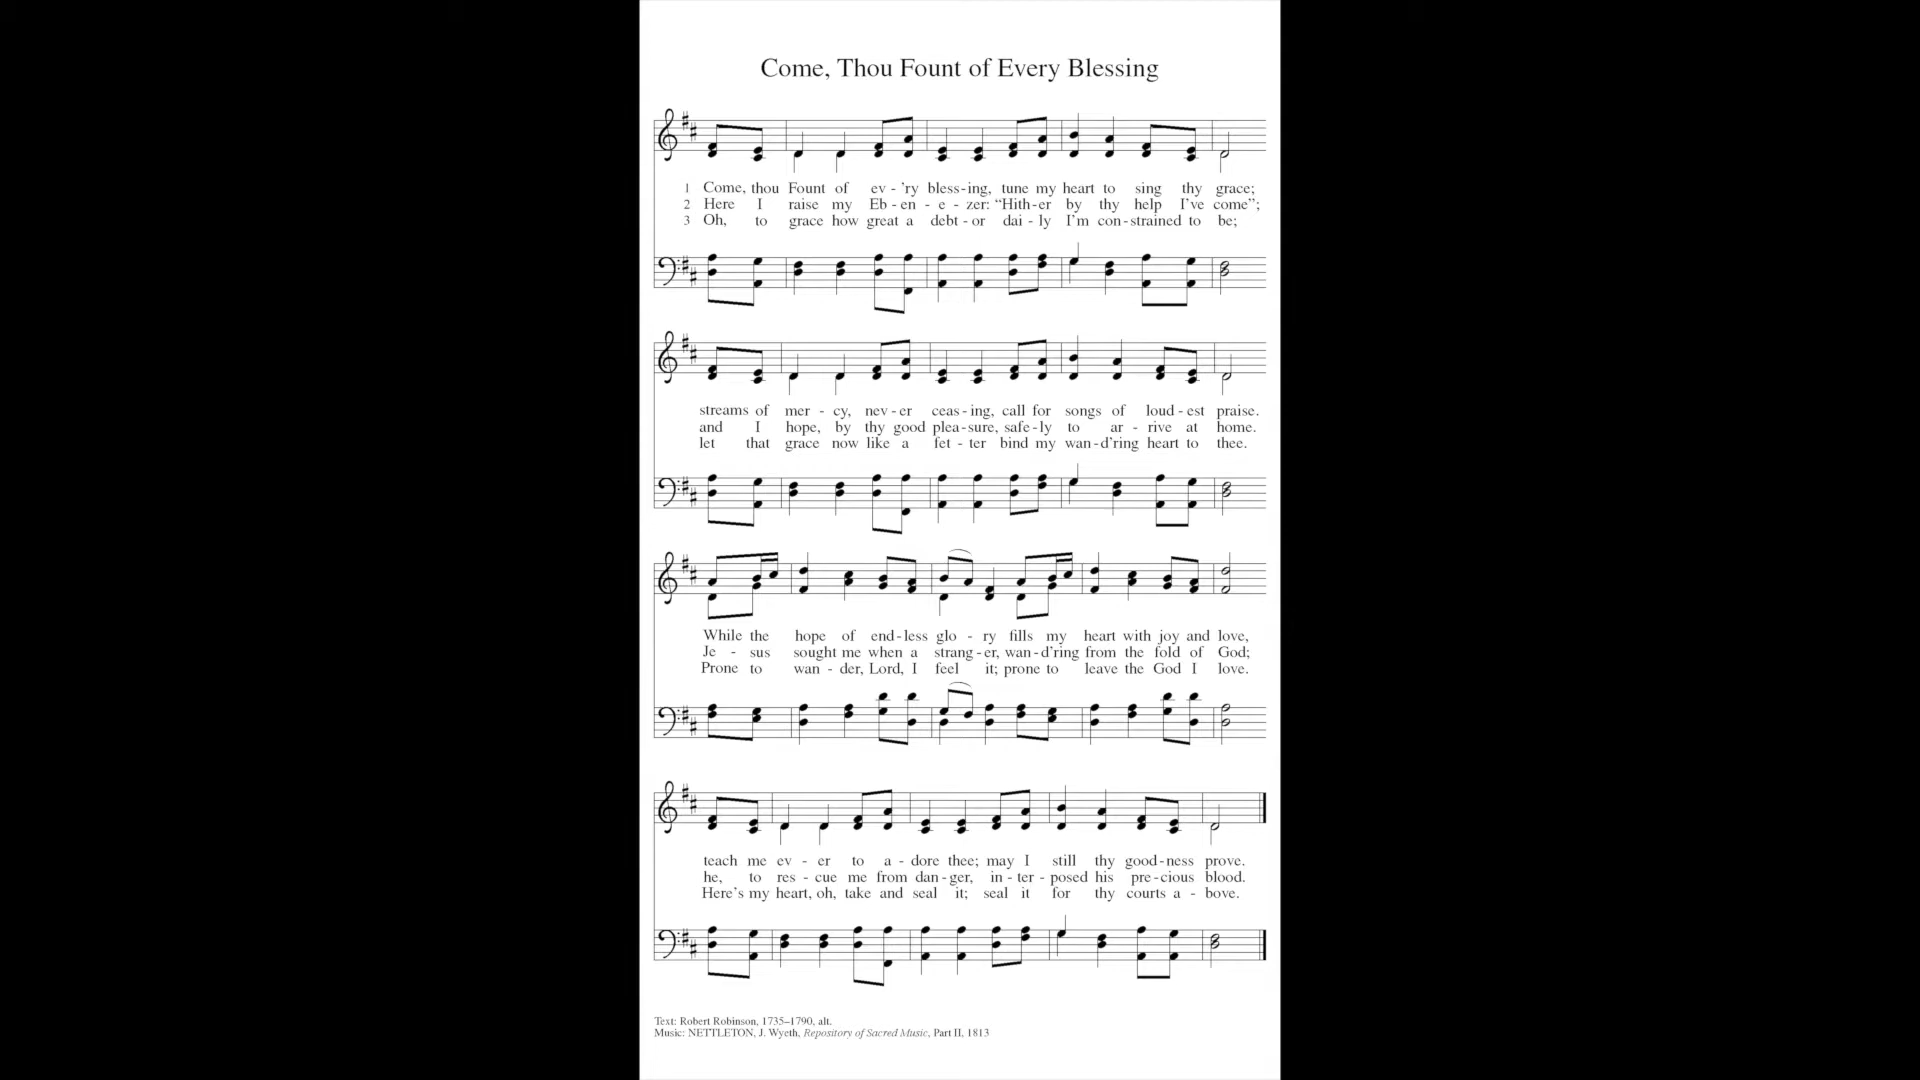 Come, Thou Fount of Every Blessing
1 Come, thou Fount of ev - 'ry bless - ing, tune my heart to sing thy grace;
2 Here I raise my Eb - en - e - zer: “Hith - er by thy help I've come”;
3 Oh, to grace how great a debt - or dai - ly I'm con - strained to be;
streams of mer - cy, nev - er ceas - ing, call for songs of loud - est praise.
and I hope, by thy good plea - sure, safe - ly to ar - rive at home.
let that grace now like a fet - ter bind my wan - d'ring heart to thee.
While the hope of end - less glo - ry fills my heart with joy and love,
Je - sus sought me when a strang - er, wan - d'ring from the fold of God;
Prone to wan - der, Lord, I feel it; prone to leave the God I love.
teach me ev - er to a - dore thee; may I still thy good - ness prove.
he, to res - cue me from dan - ger, in - ter - posed his pre - cious blood.
Here's my heart, oh, take and seal it; seal it for thy courts a - bove.
Text: Robert Robinson, 1735–1790, alt.
Music: NETTLETON, J. Wyeth, Repository of Sacred Music, Part II, 1813